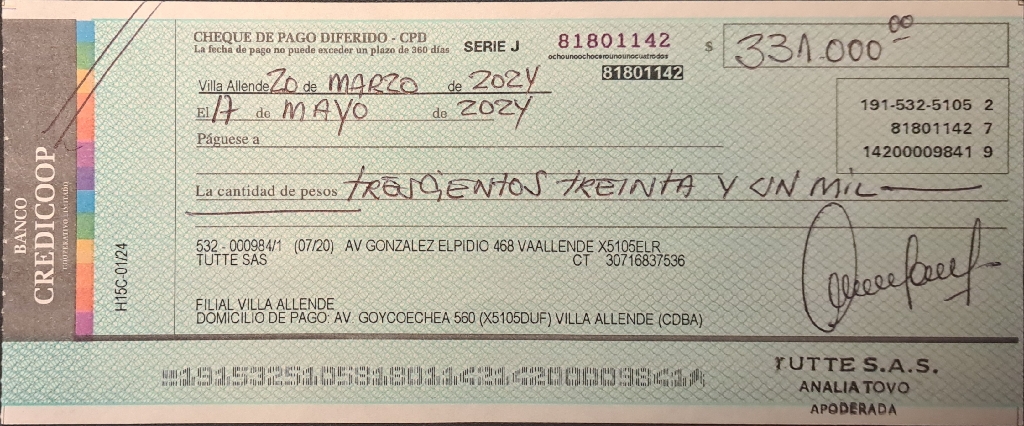 BANCO
CREDICOOP
COOPERATIVO LIMITADO
H15C-01/24
CHEQUE DE PAGO DIFERIDO - CPD
La fecha de pago no puede exceder un plazo de 360 días
SERIE J
81801142
ochounoochocerounounocuatrodos
81801142
$ 331.000 00
Villa Allende 20 de MARZO de 2024
El 17 de MAYO de 2024
Páguese a
191-532-5105 2
81801142 7
14200009841 9
La cantidad de pesos TRESCIENTOS TREINTA Y UN MIL
532 - 000984/1 (07/20) AV GONZALEZ ELPIDIO 468 VAALLENDE X5105ELR
TUTTE SAS CT 30716837536
FILIAL VILLA ALLENDE
DOMICILIO DE PAGO: AV. GOYCOECHEA 560 (X5105DUF) VILLA ALLENDE (CDBA)
19153251058180114214200009841
TUTTE S.A.S.
ANALIA TOVO
APODERADA